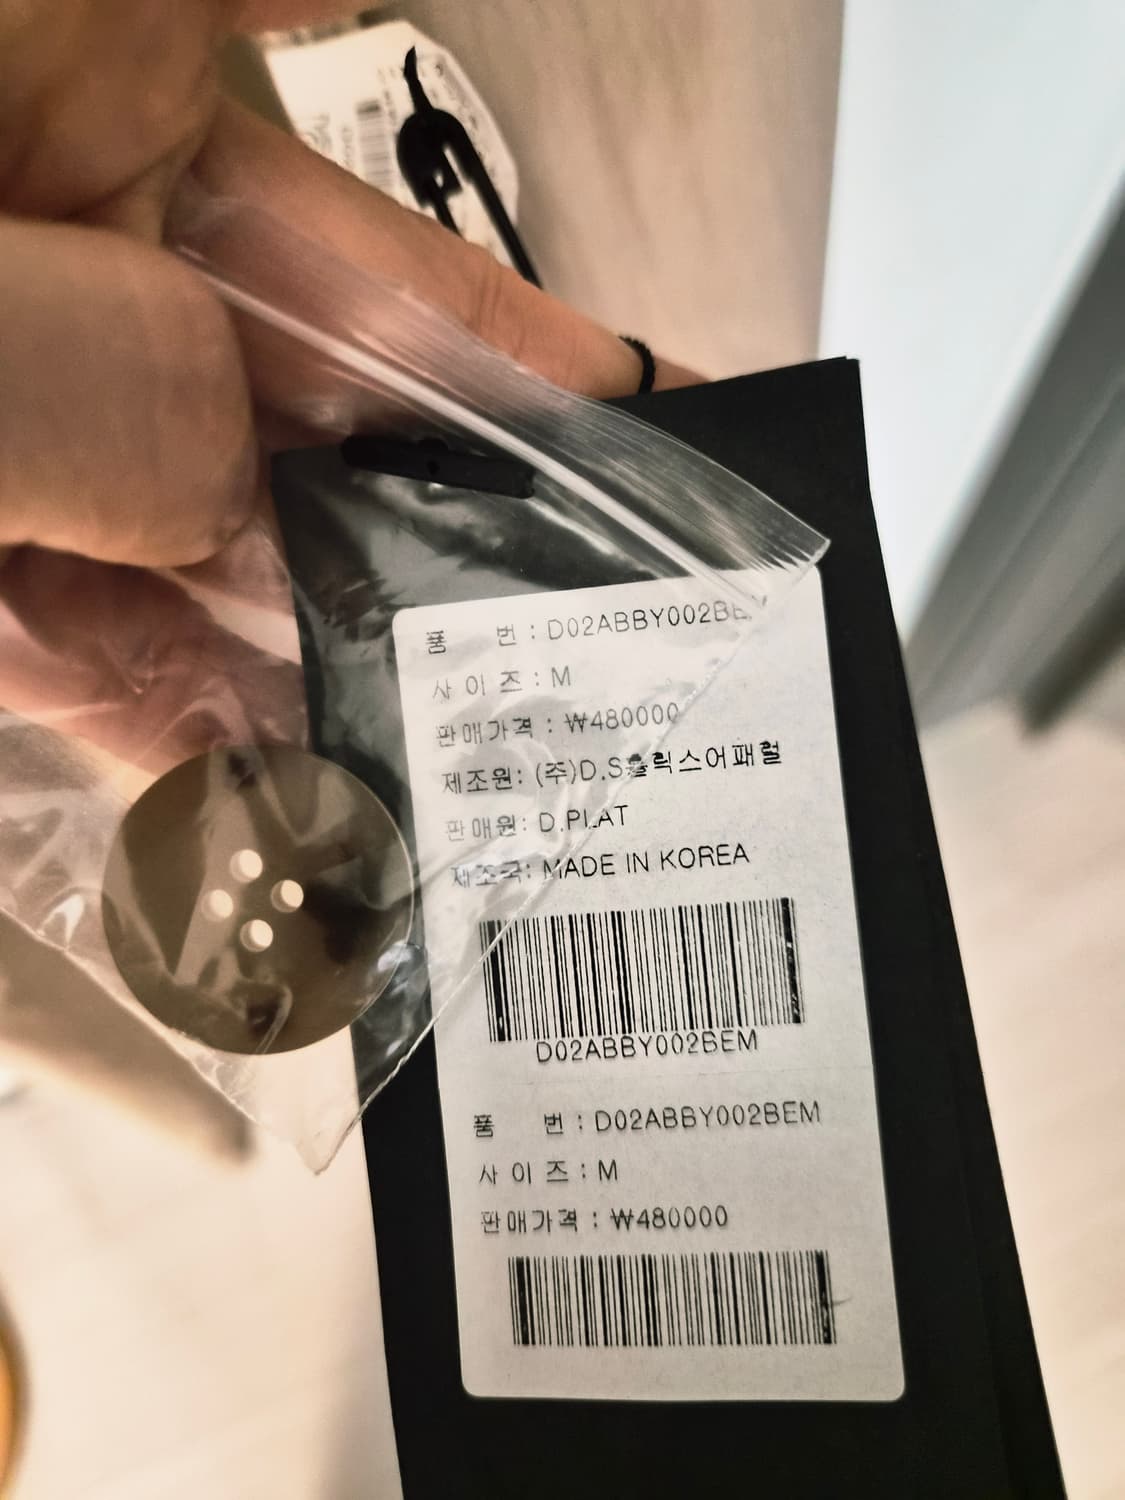 품 번 : D02ABBY002BEM
사 이 즈 : M
판매가격 : ₩480000
제조원: (주)D.S홀릭스어패럴
판매원: D.PLAT
제조국: MADE IN KOREA
D02ABBY002BEM
품 번 : D02ABBY002BEM
사 이 즈 : M
판매가격 : ₩480000